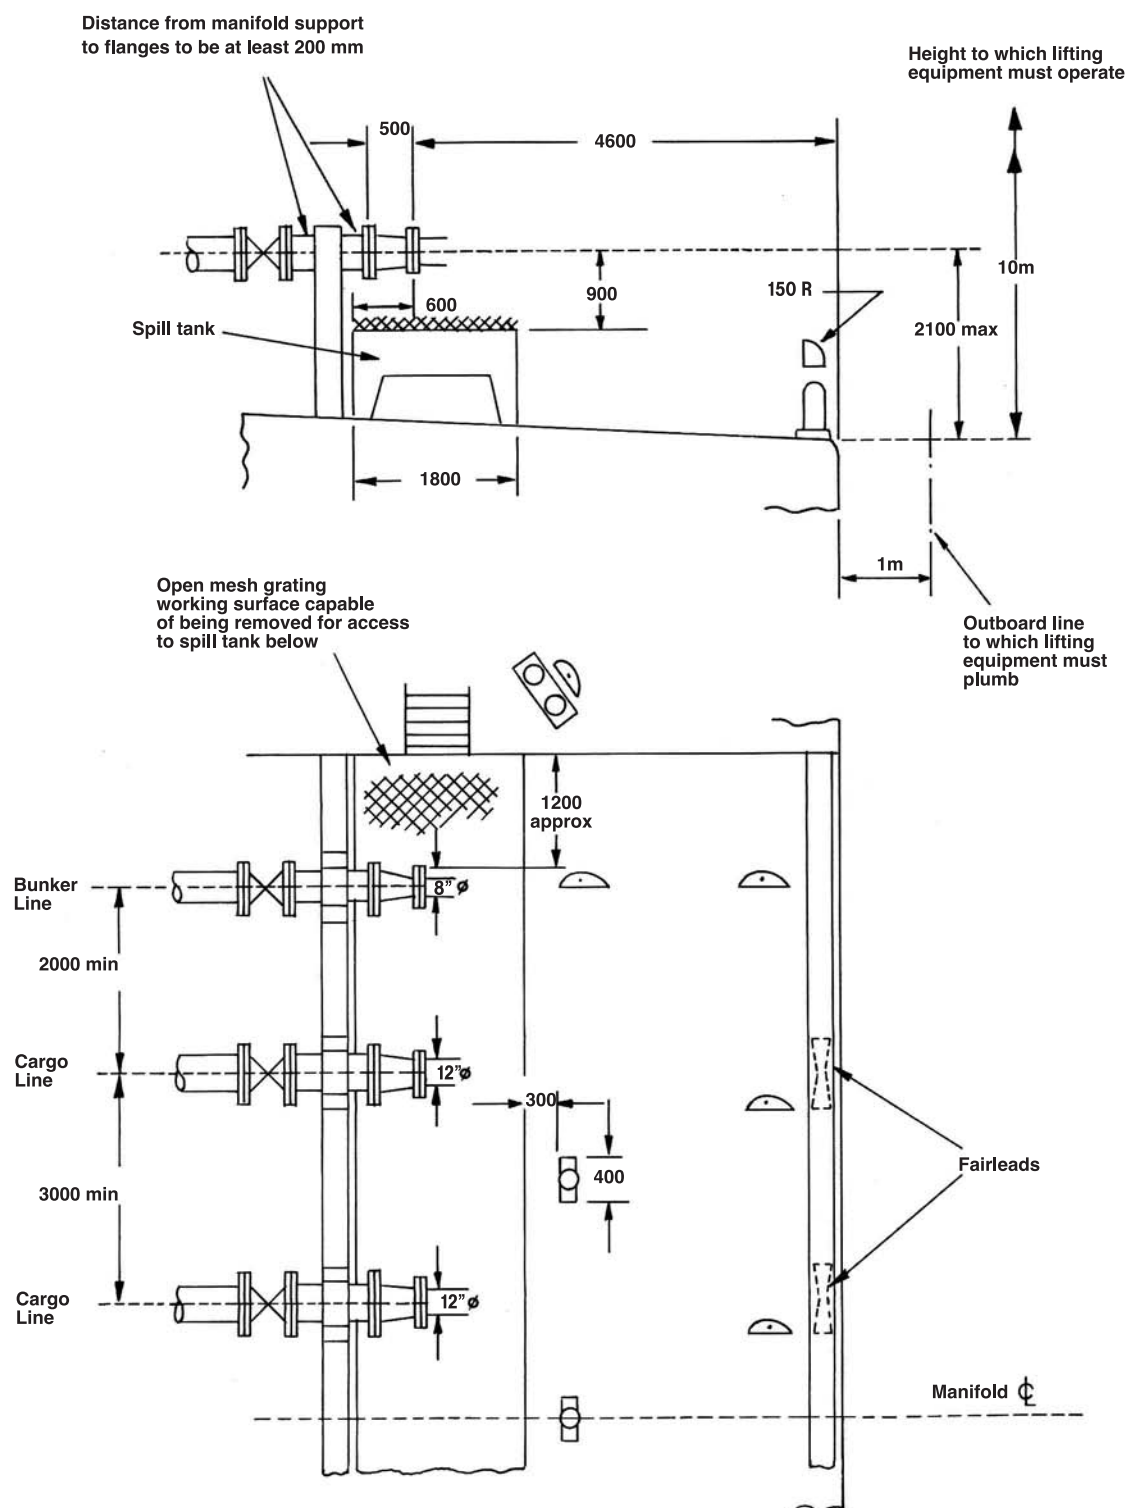 Distance from manifold support
to flanges to be at least 200 mm
Height to which lifting
equipment must operate
500
4600
10m
150 R
900
600
2100 max
Spill tank
1800
1m
Open mesh grating
working surface capable
of being removed for access
to spill tank below
Outboard line
to which lifting
equipment must
plumb
1200
approx
Bunker
Line
8” ø
2000 min
Cargo
Line
12”ø
300
400
Fairleads
3000 min
Cargo
Line
12” ø
Manifold ℄